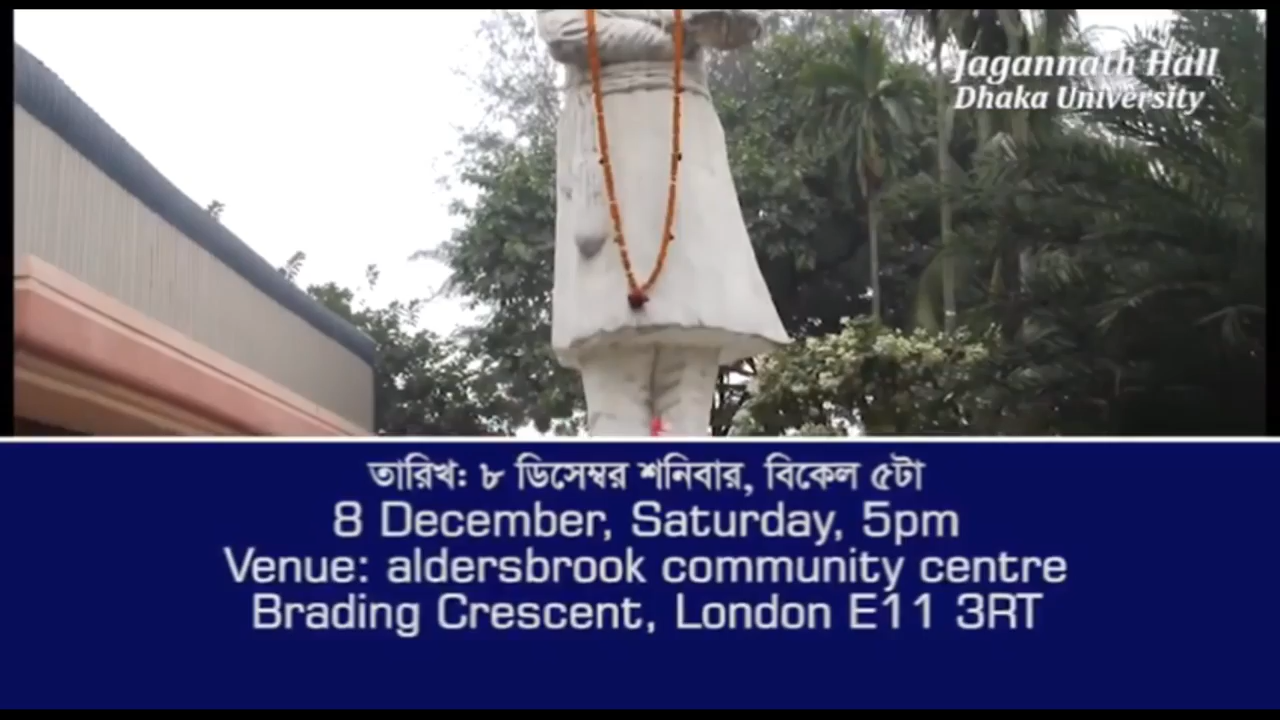 Jagannath Hall
Dhaka University
তারিখ: ৮ ডিসেম্বর শনিবার, বিকেল ৫টা
8 December, Saturday, 5pm
Venue: aldersbrook community centre
Brading Crescent, London E11 3RT